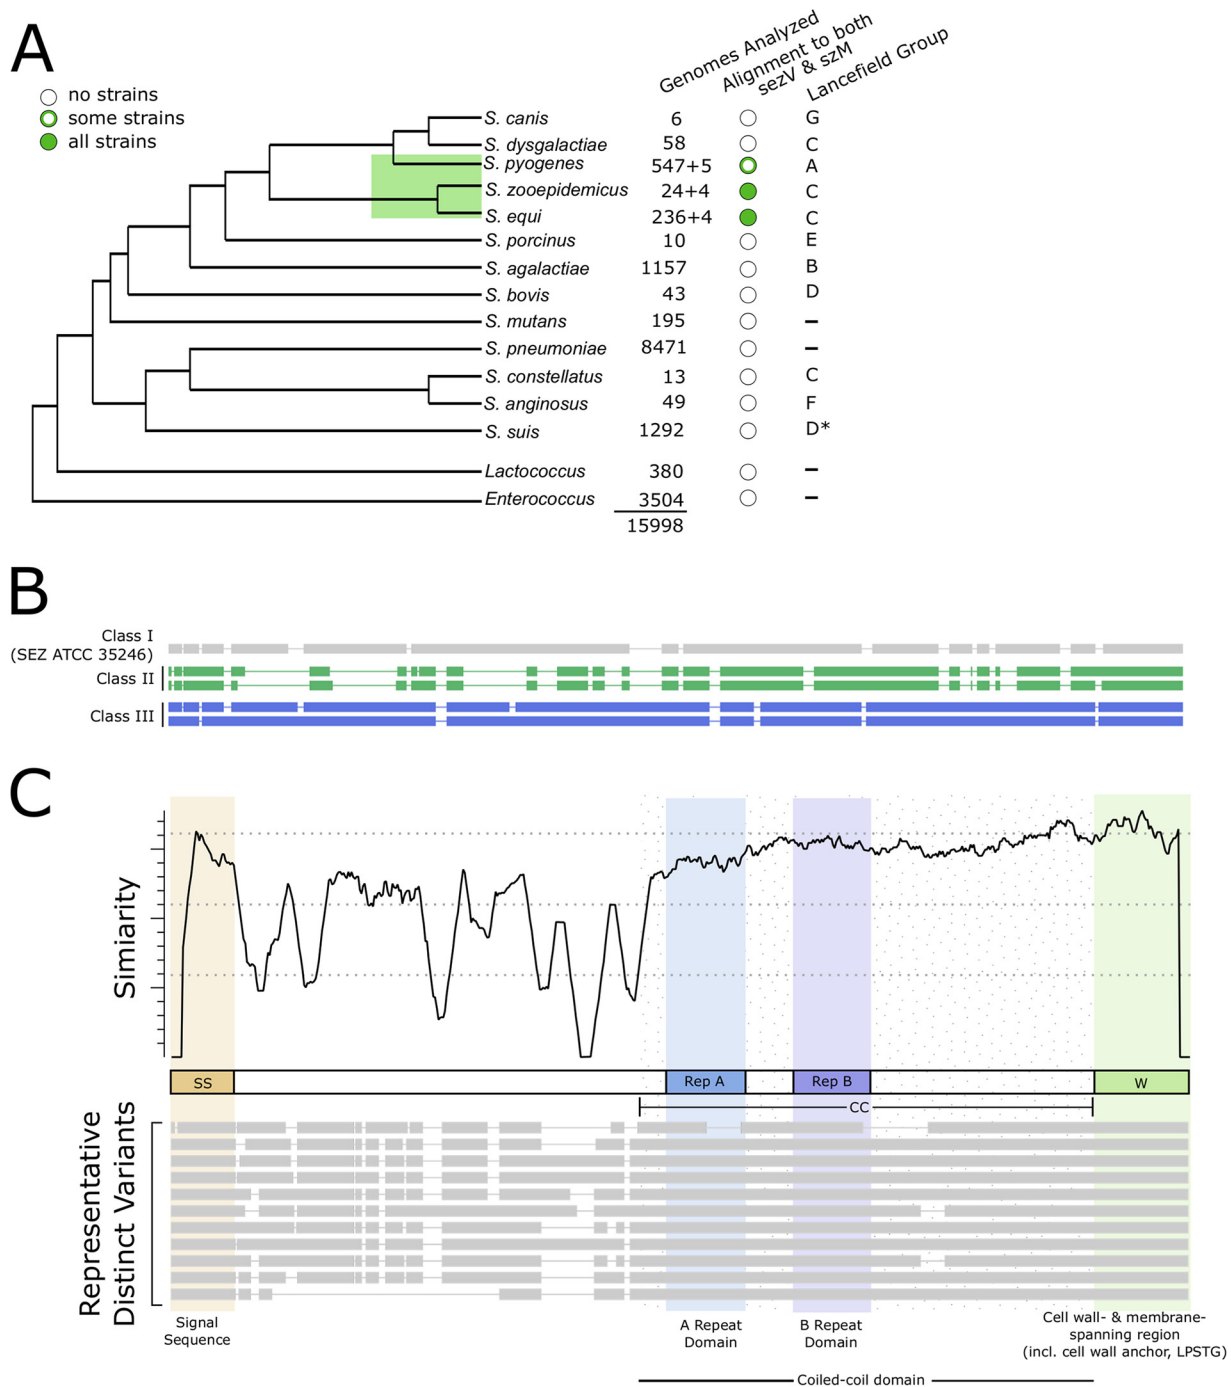 A
Genomes Analyzed
Alignment to both
sezV & szM
Lancefield Group
no strains
some strains
all strains
S. canis 6 G
S. dysgalactiae 58 C
S. pyogenes 547+5 A
S. zooepidemicus 24+4 C
S. equi 236+4 C
S. porcinus 10 E
S. agalactiae 1157 B
S. bovis 43 D
S. mutans 195 –
S. pneumoniae 8471 –
S. constellatus 13 C
S. anginosus 49 F
S. suis 1292 D*
Lactococcus 380 –
Enterococcus 3504 –
15998
B
Class I
(SEZ ATCC 35246)
Class II
Class III
C
Simiarity
SS Rep A Rep B W
CC
Representative
Distinct Variants
Signal
Sequence
A Repeat
Domain
B Repeat
Domain
Cell wall- & membrane-
spanning region
(incl. cell wall anchor, LPSTG)
Coiled-coil domain